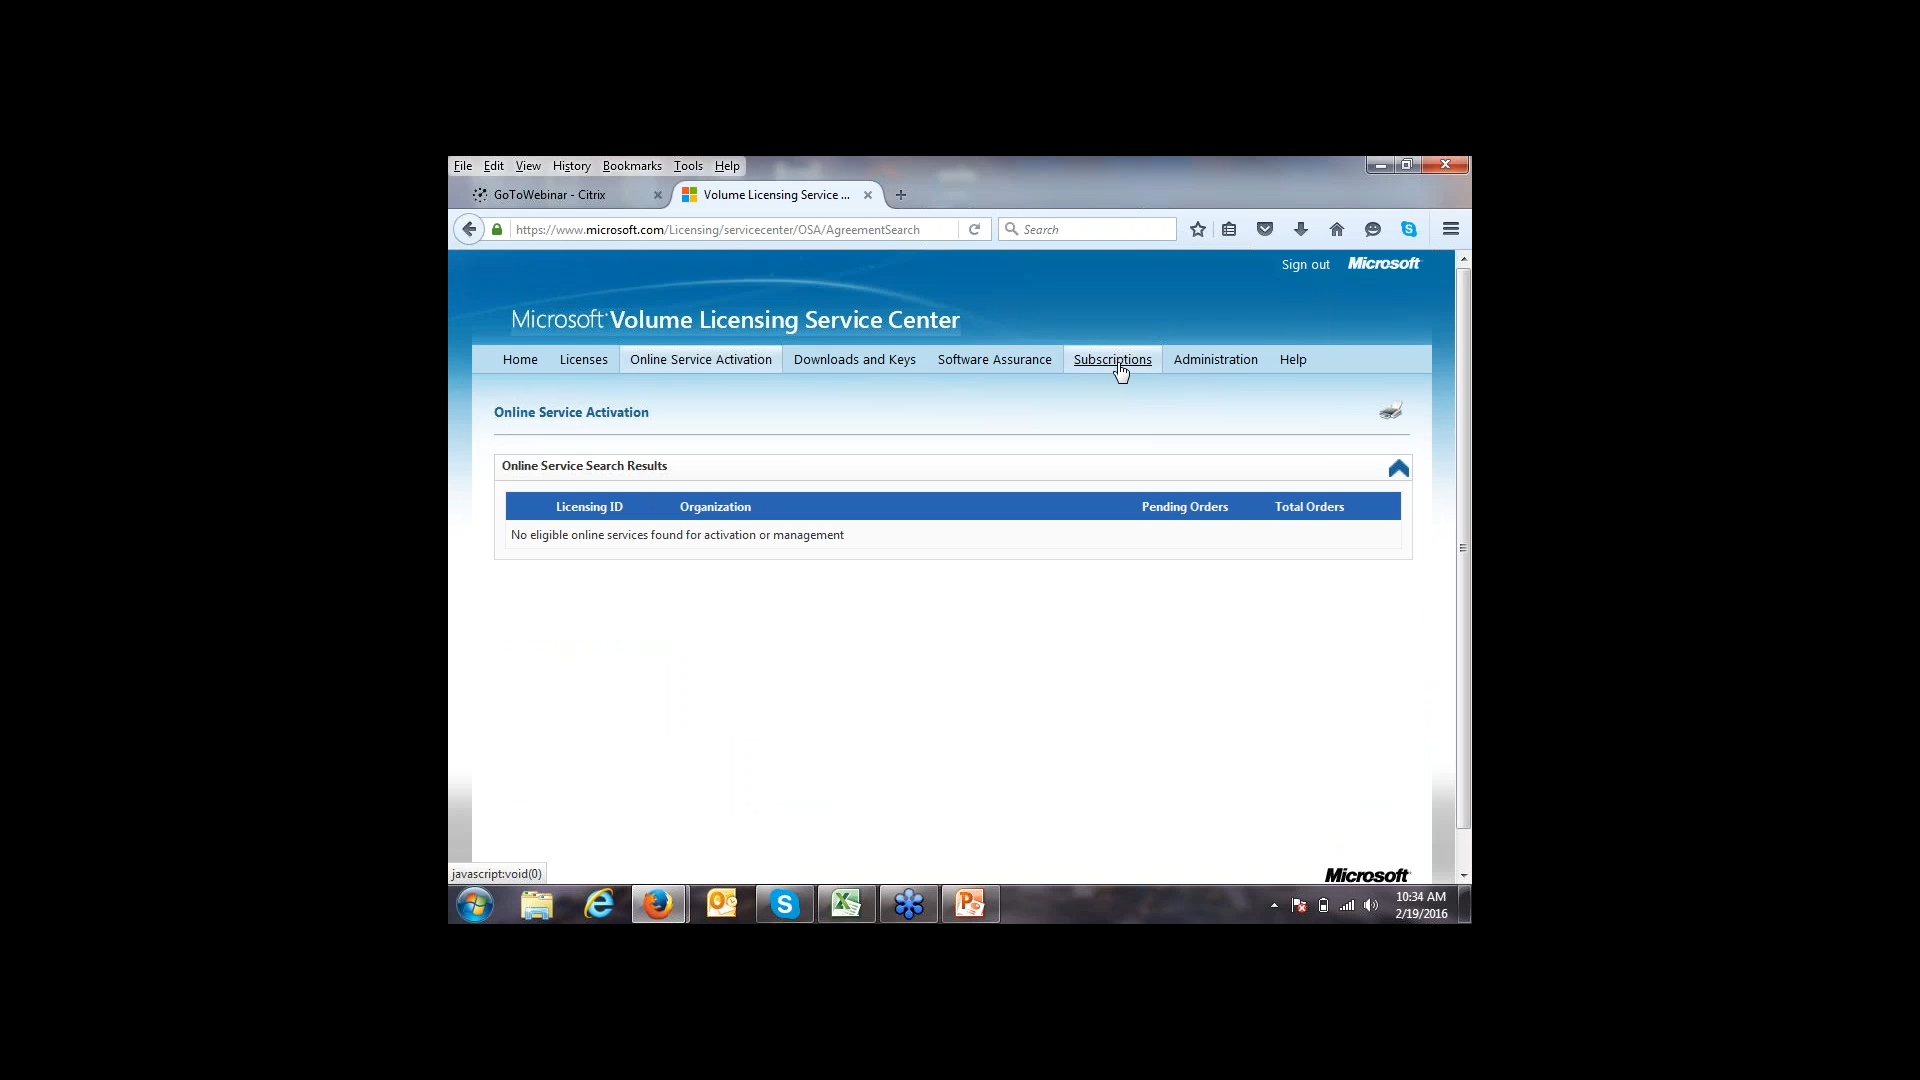 File Edit View History Bookmarks Tools Help
GoToWebinar - Citrix Volume Licensing Service ...
https://www.microsoft.com/Licensing/servicecenter/OSA/AgreementSearch Search
Sign out Microsoft
Microsoft Volume Licensing Service Center
Home Licenses Online Service Activation Downloads and Keys Software Assurance Subscriptions Administration Help
Online Service Activation
Online Service Search Results
Licensing ID Organization Pending Orders Total Orders
No eligible online services found for activation or management
javascript:void(0) Microsoft
10:34 AM
2/19/2016